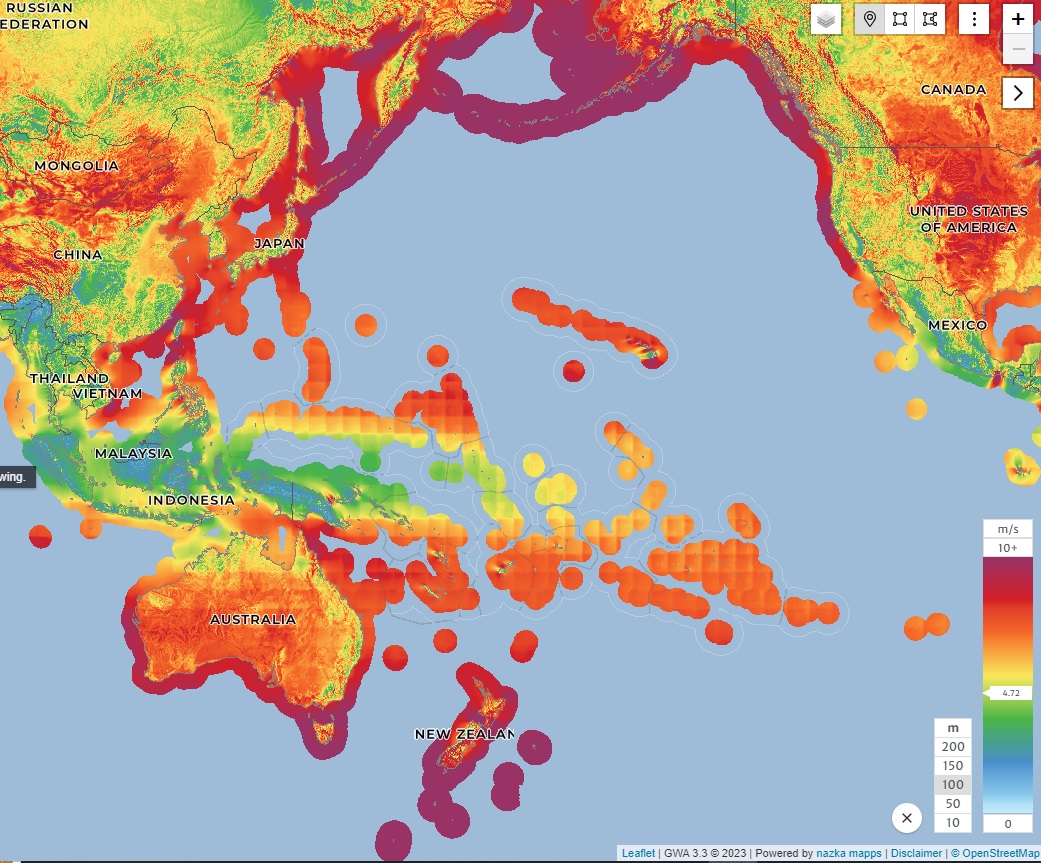 RUSSIAN
EDERATION
CANADA
MONGOLIA
UNITED STATES
OF AMERICA
JAPAN
CHINA
MEXICO
THAILAND
VIETNAM
MALAYSIA
wing.
INDONESIA
AUSTRALIA
NEW ZEALAN
m/s
10+
4.72
0
m
200
150
100
50
10
Leaflet | GWA 3.3 © 2023 | Powered by nazka mapps | Disclaimer | © OpenStreetMap